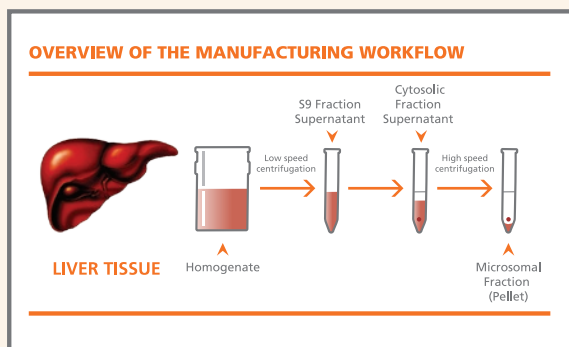 OVERVIEW OF THE MANUFACTURING WORKFLOW
S9 Fraction
Supernatant
Cytosolic
Fraction
Supernatant
Low speed
centrifugation
High speed
centrifugation
LIVER TISSUE
Homogenate
Microsomal
Fraction
(Pellet)